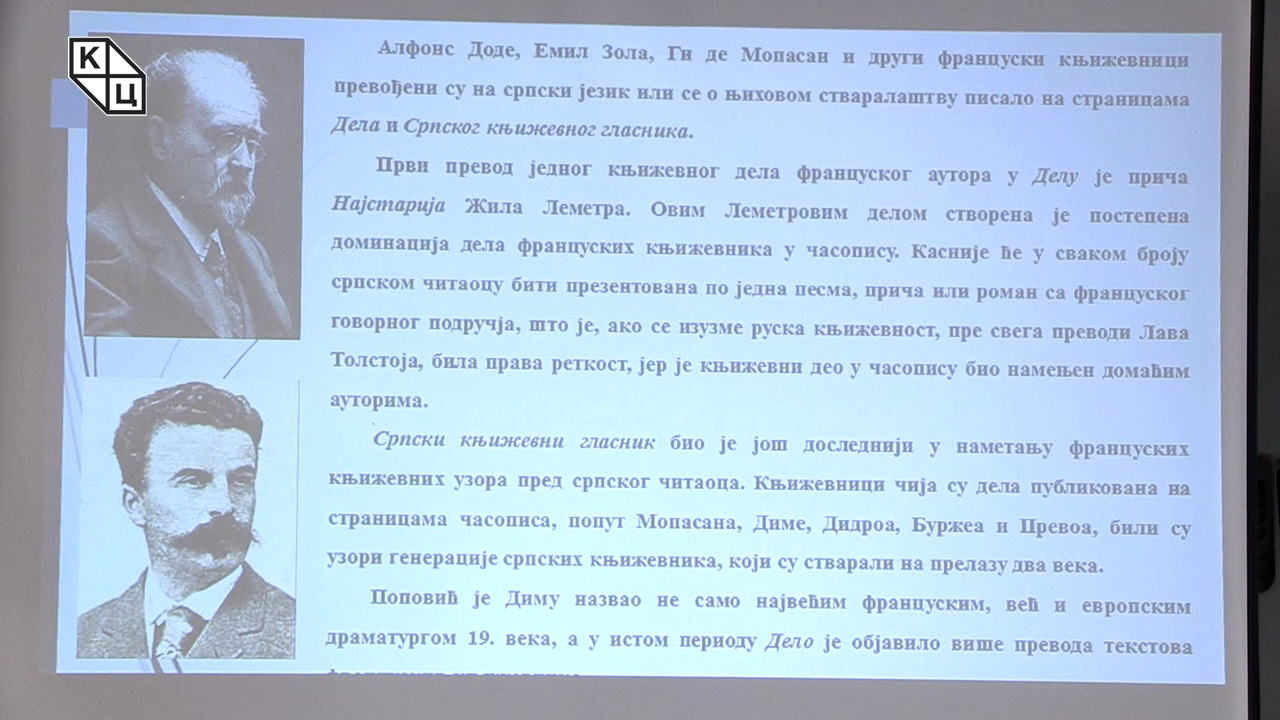 К
Ц
Алфонс Доде, Емил Зола, Ги де Мопасан и други француски књижевници
превођени су на српски језик или се о њиховом стваралаштву писало на страницама
Дела и Српског књижевног гласника.
Први превод једног књижевног дела француског аутора у Делу је прича
Најстарија Жила Леметра. Овим Леметровим делом створена је постепена
доминација дела француских књижевника у часопису. Касније ће у сваком броју
српском читаоцу бити презентована по једна песма, прича или роман са француског
говорног подручја, што је, ако се изузме руска књижевност, пре свега преводи Лава
Толстоја, била права реткост, јер је књижевни део у часопису био намењен домаћим
ауторима.
Српски књижевни гласник био је још доследнији у наметању француских
књижевних узора пред српског читаоца. Књижевници чија су дела публикована на
страницама часописа, попут Мопасана, Диме, Дидроа, Буржеа и Превоа, били су
узори генерације српских књижевника, који су стварали на прелазу два века.
Поповић је Диму назвао не само највећим француским, већ и европским
драматургом 19. века, а у истом периоду Дело је објавило више превода текстова